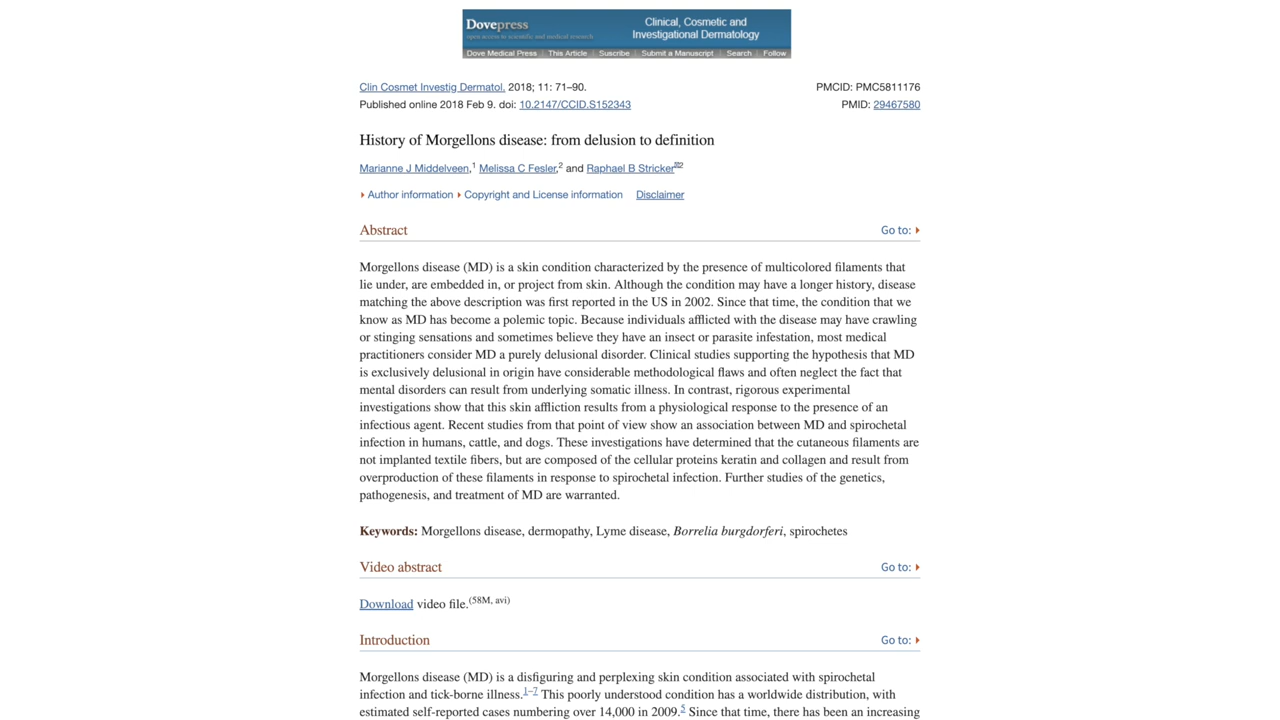 Dovepress
open access to scientific and medical research
Clinical, Cosmetic and
Investigational Dermatology
Dove Medical Press | This Article | Suscribe | Submit a Manuscript | Search | Follow
Clin Cosmet Investig Dermatol. 2018; 11: 71–90.
PMCID: PMC5811176
Published online 2018 Feb 9. doi: 10.2147/CCID.S152343
PMID: 29467580
History of Morgellons disease: from delusion to definition
Marianne J Middelveen,1 Melissa C Fesler,2 and Raphael B Stricker✉2
Author information Copyright and License information Disclaimer
Abstract
Go to:
Morgellons disease (MD) is a skin condition characterized by the presence of multicolored filaments that
lie under, are embedded in, or project from skin. Although the condition may have a longer history, disease
matching the above description was first reported in the US in 2002. Since that time, the condition that we
know as MD has become a polemic topic. Because individuals afflicted with the disease may have crawling
or stinging sensations and sometimes believe they have an insect or parasite infestation, most medical
practitioners consider MD a purely delusional disorder. Clinical studies supporting the hypothesis that MD
is exclusively delusional in origin have considerable methodological flaws and often neglect the fact that
mental disorders can result from underlying somatic illness. In contrast, rigorous experimental
investigations show that this skin affliction results from a physiological response to the presence of an
infectious agent. Recent studies from that point of view show an association between MD and spirochetal
infection in humans, cattle, and dogs. These investigations have determined that the cutaneous filaments are
not implanted textile fibers, but are composed of the cellular proteins keratin and collagen and result from
overproduction of these filaments in response to spirochetal infection. Further studies of the genetics,
pathogenesis, and treatment of MD are warranted.
Keywords: Morgellons disease, dermopathy, Lyme disease, Borrelia burgdorferi, spirochetes
Video abstract
Go to:
Download video file.(58M, avi)
Introduction
Go to:
Morgellons disease (MD) is a disfiguring and perplexing skin condition associated with spirochetal
infection and tick-borne illness.1–7 This poorly understood condition has a worldwide distribution, with
estimated self-reported cases numbering over 14,000 in 2009.5 Since that time, there has been an increasing